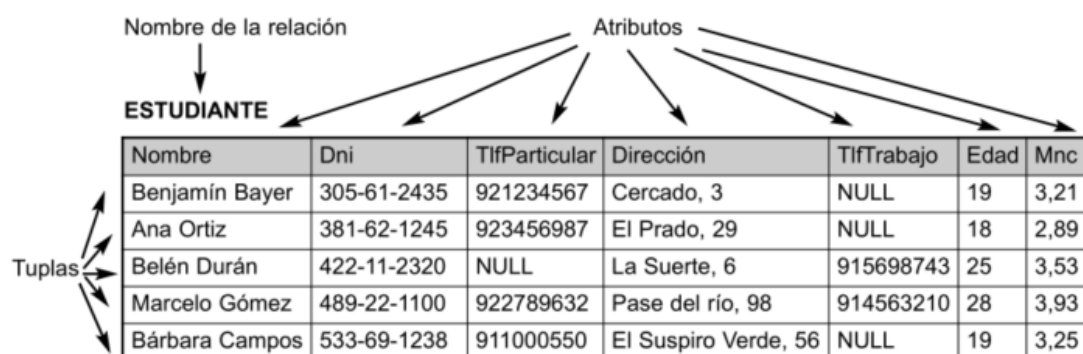 Nombre de la relación Atributos
ESTUDIANTE
Nombre Dni TlfParticular Dirección TlfTrabajo Edad Mnc
Benjamín Bayer 305-61-2435 921234567 Cercado, 3 NULL 19 3,21
Ana Ortiz 381-62-1245 923456987 El Prado, 29 NULL 18 2,89
Tuplas Belén Durán 422-11-2320 NULL La Suerte, 6 915698743 25 3,53
Marcelo Gómez 489-22-1100 922789632 Pase del río, 98 914563210 28 3,93
Bárbara Campos 533-69-1238 911000550 El Suspiro Verde, 56 NULL 19 3,25